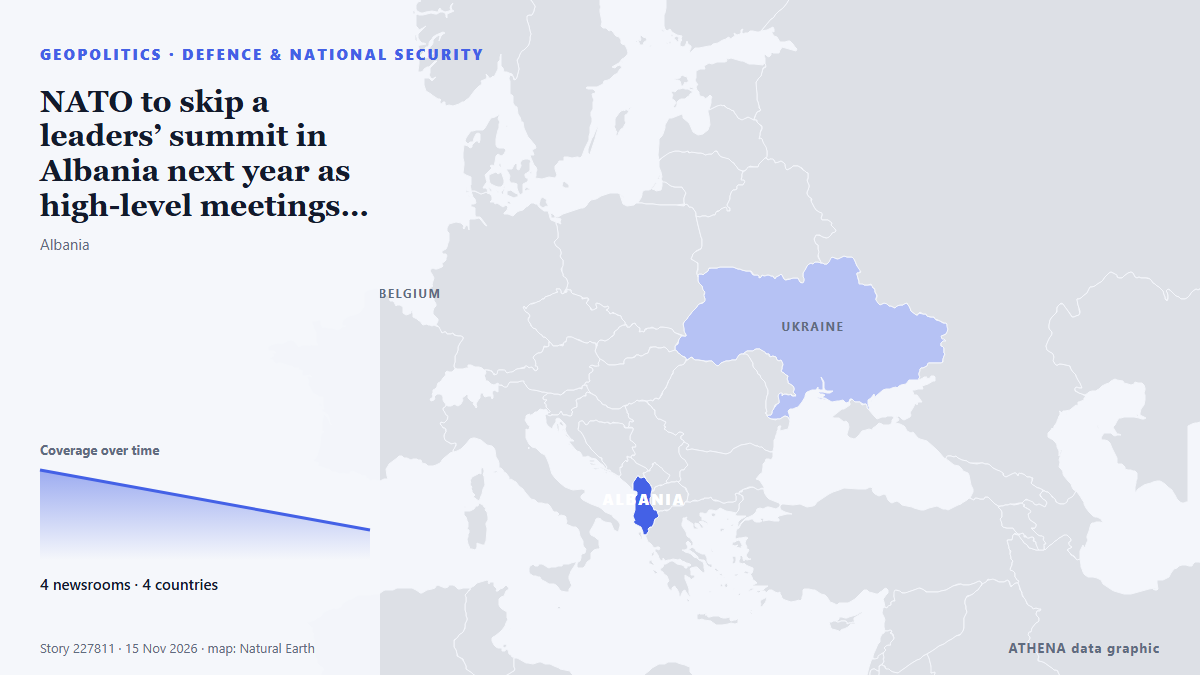 GEOPOLITICS · DEFENCE & NATIONAL SECURITY
NATO to skip a
leaders’ summit in
Albania next year as
high-level meetings...
Albania
BELGIUM
UKRAINE
ALBANIA
Coverage over time
4 newsrooms · 4 countries
Story 227811 · 15 Nov 2026 · map: Natural Earth
ATHENA data graphic